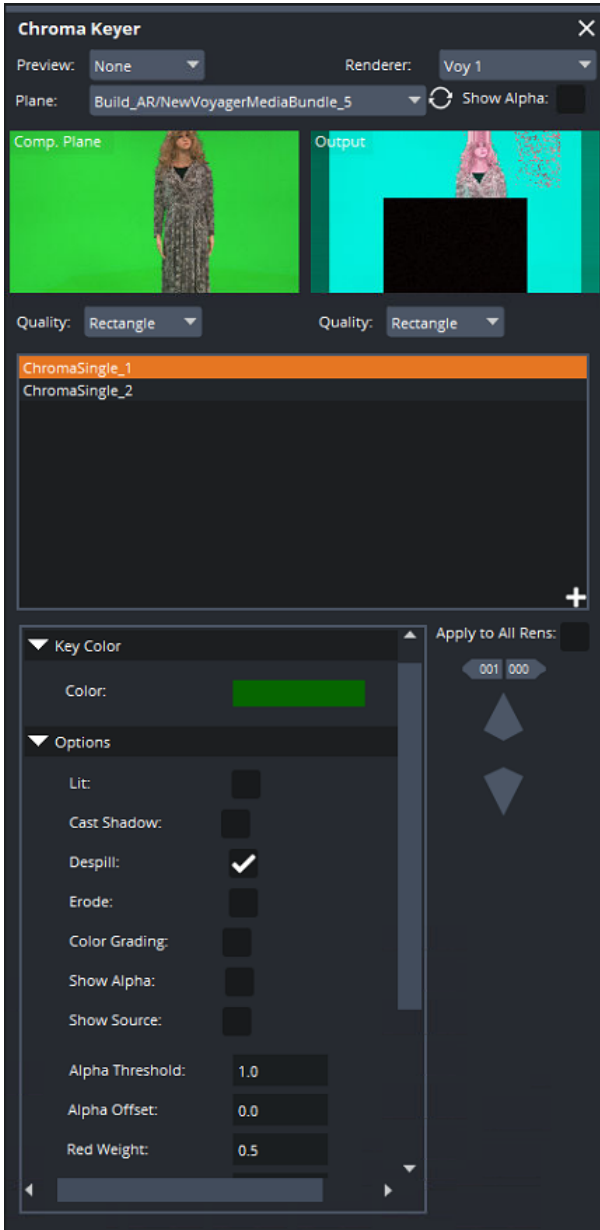 Chroma Keyer
Preview: None Renderer: Voy 1
Plane: Build_AR/NewVoyagerMediaBundle_5 Show Alpha:
Comp. Plane Output
Quality: Rectangle Quality: Rectangle
ChromaSingle_1
ChromaSingle_2
Key Color
Apply to All Rens:
001 000
Color:
Options
Lit:
Cast Shadow:
Despill:
Erode:
Color Grading:
Show Alpha:
Show Source:
Alpha Threshold: 1.0
Alpha Offset: 0.0
Red Weight: 0.5